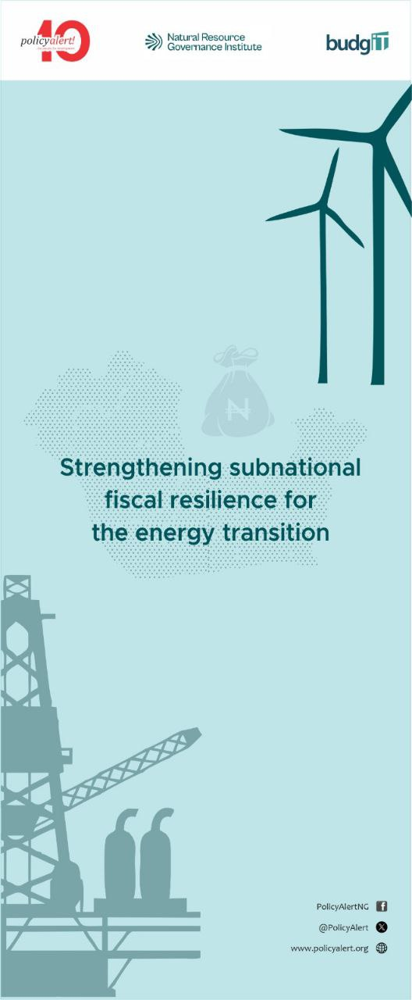 policyalert!
10
Natural Resource
Governance Institute
budgIT
Strengthening subnational
fiscal resilience for
the energy transition
PolicyAlertNG
@PolicyAlert
www.policyalert.org